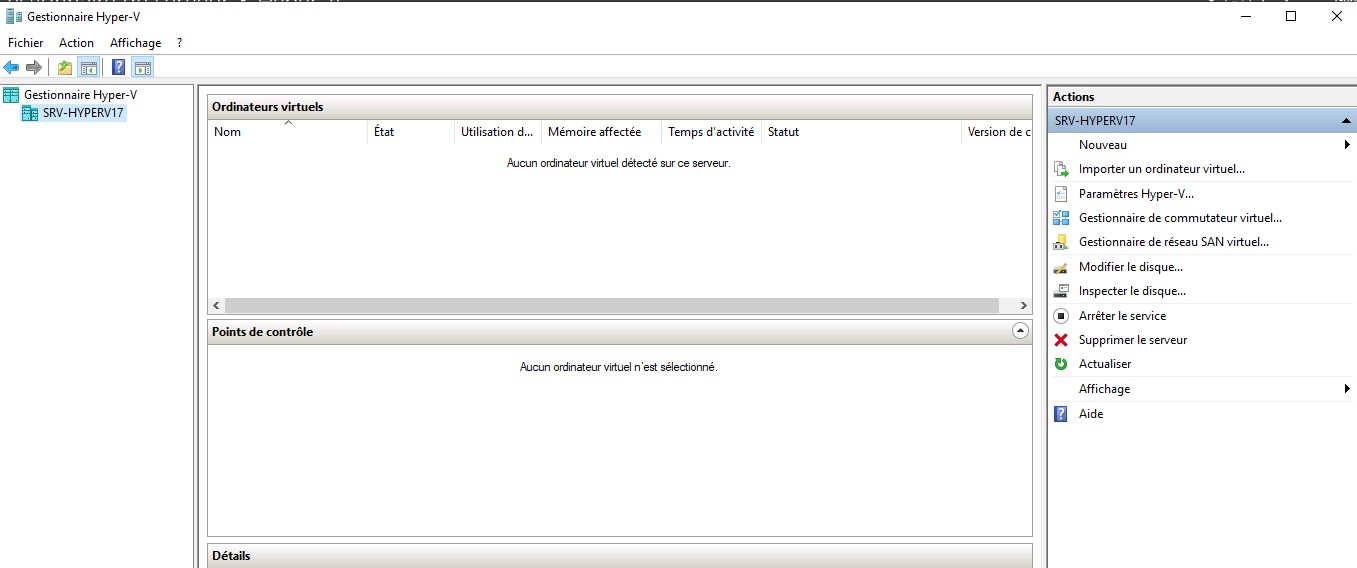 Gestionnaire Hyper-V
Fichier Action Affichage ?
Gestionnaire Hyper-V
SRV-HYPERV17
Ordinateurs virtuels
Nom État Utilisation d... Mémoire affectée Temps d'activité Statut Version de c
Aucun ordinateur virtuel détecté sur ce serveur.
Points de contrôle
Aucun ordinateur virtuel n'est sélectionné.
Détails
Actions
SRV-HYPERV17
Nouveau
Importer un ordinateur virtuel...
Paramètres Hyper-V...
Gestionnaire de commutateur virtuel...
Gestionnaire de réseau SAN virtuel...
Modifier le disque...
Inspecter le disque...
Arrêter le service
Supprimer le serveur
Actualiser
Affichage
Aide